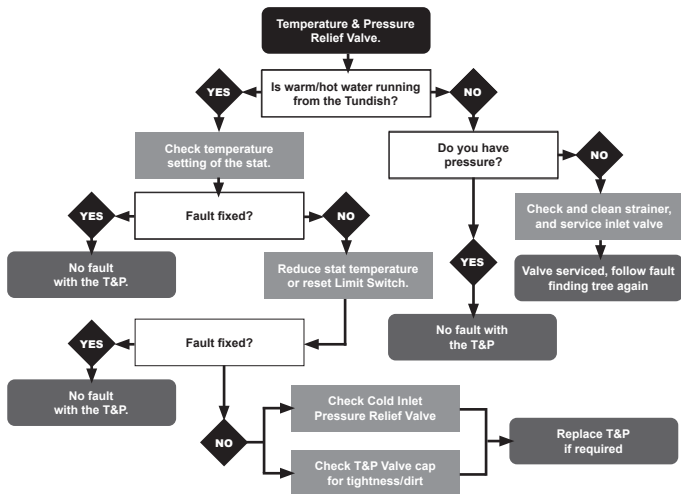 Temperature & Pressure
Relief Valve.
Is warm/hot water running
from the Tundish?
YES
NO
Check temperature
setting of the stat.
Do you have
pressure?
NO
YES
Fault fixed?
NO
Check and clean strainer,
and service inlet valve
No fault
with the T&P.
Reduce stat temperature
or reset Limit Switch.
YES
Valve serviced, follow fault
finding tree again
YES
Fault fixed?
No fault with
the T&P
No fault
with the T&P.
NO
Check Cold Inlet
Pressure Relief Valve
Check T&P Valve cap
for tightness/dirt
Replace T&P
if required